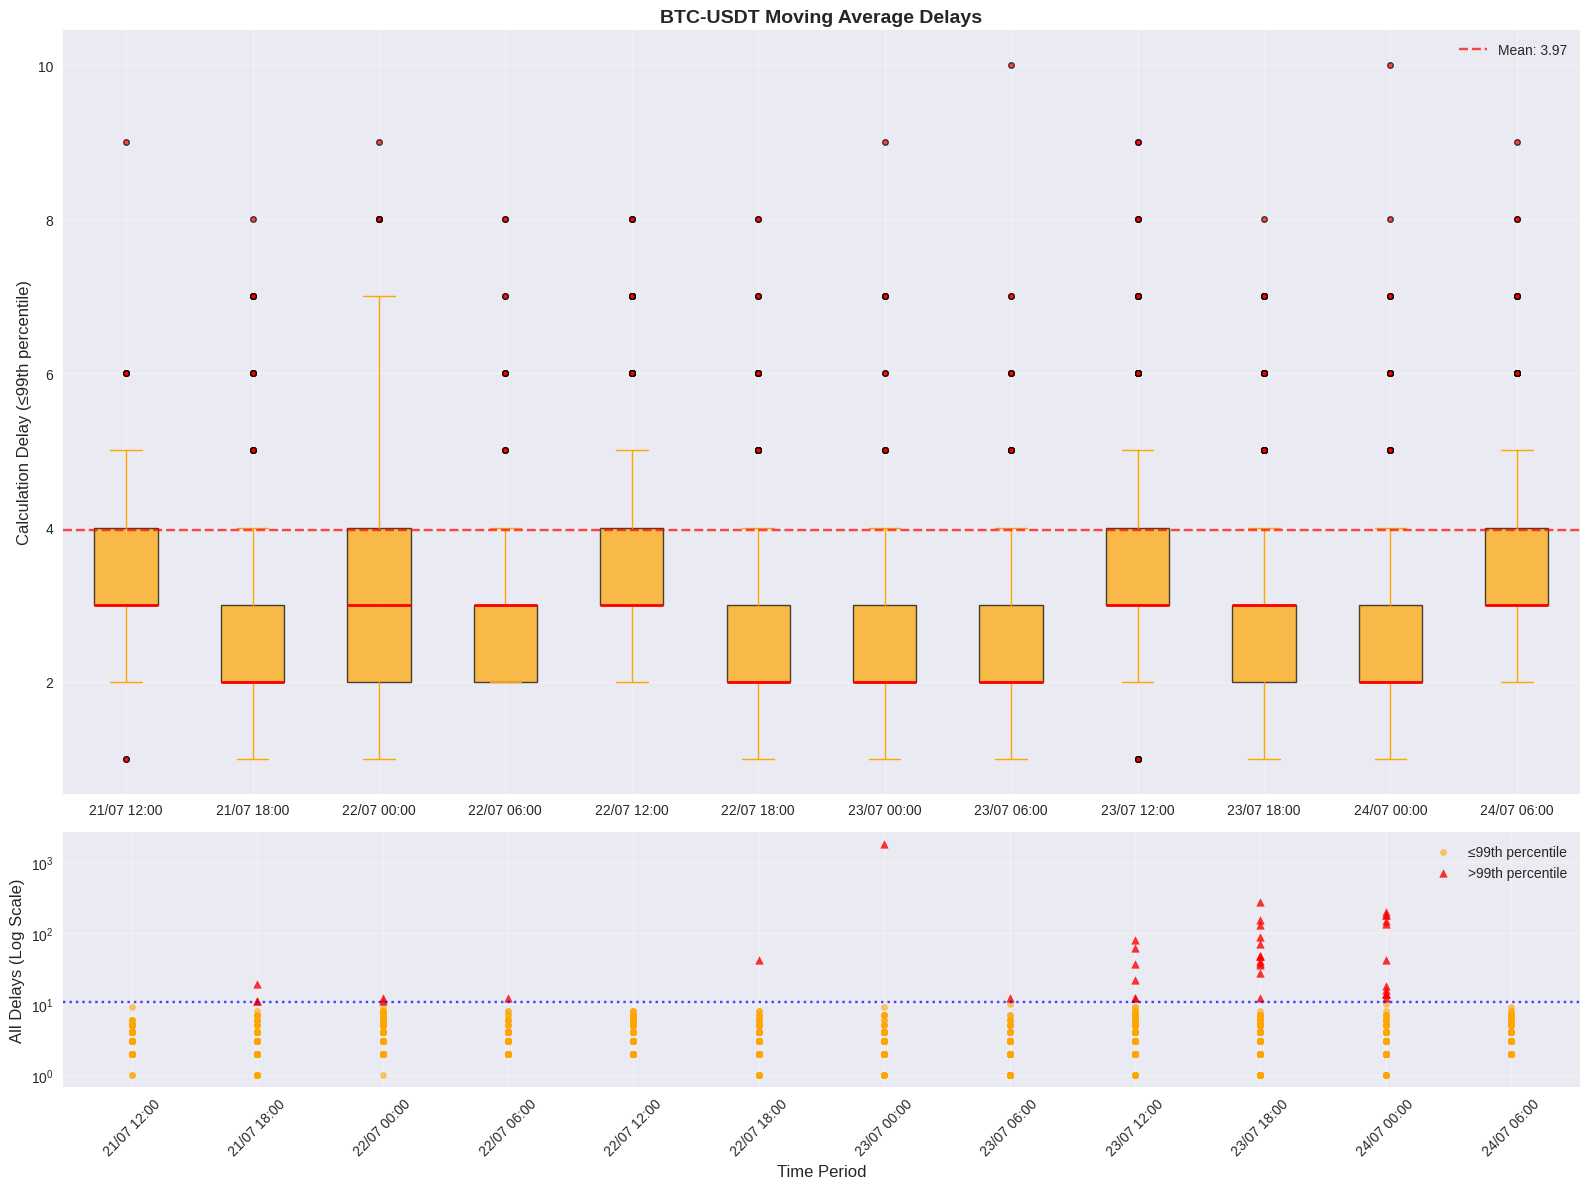 BTC-USDT Moving Average Delays
Calculation Delay (≤99th percentile)
10
8
6
4
2
Mean: 3.97
21/07 12:00 21/07 18:00 22/07 00:00 22/07 06:00 22/07 12:00 22/07 18:00 23/07 00:00 23/07 06:00 23/07 12:00 23/07 18:00 24/07 00:00 24/07 06:00
All Delays (Log Scale)
10³
10²
10¹
10⁰
≤99th percentile
>99th percentile
21/07 12:00 21/07 18:00 22/07 00:00 22/07 06:00 22/07 12:00 22/07 18:00 23/07 00:00 23/07 06:00 23/07 12:00 23/07 18:00 24/07 00:00 24/07 06:00
Time Period